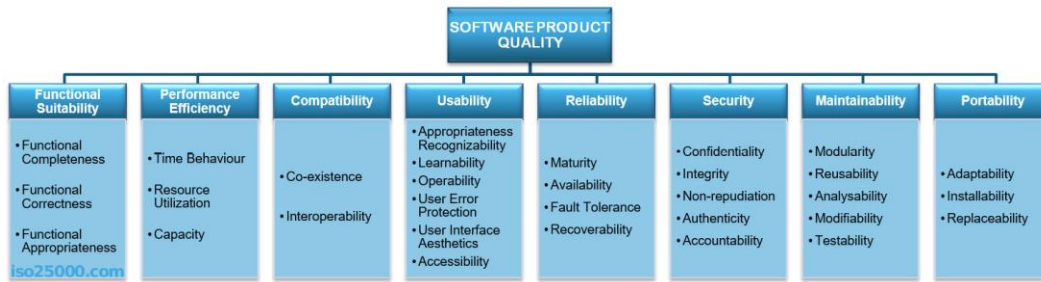 SOFTWARE PRODUCT
QUALITY
Functional
Suitability
• Functional
Completeness
• Functional
Correctness
• Functional
Appropriateness
iso25000.com
Performance
Efficiency
• Time Behaviour
• Resource
Utilization
• Capacity
Compatibility
• Co-existence
• Interoperability
Usability
• Appropriateness
Recognizability
• Learnability
• Operability
• User Error
Protection
• User Interface
Aesthetics
• Accessibility
Reliability
• Maturity
• Availability
• Fault Tolerance
• Recoverability
Security
• Confidentiality
• Integrity
• Non-repudiation
• Authenticity
• Accountability
Maintainability
• Modularity
• Reusability
• Analysability
• Modifiability
• Testability
Portability
• Adaptability
• Installability
• Replaceability